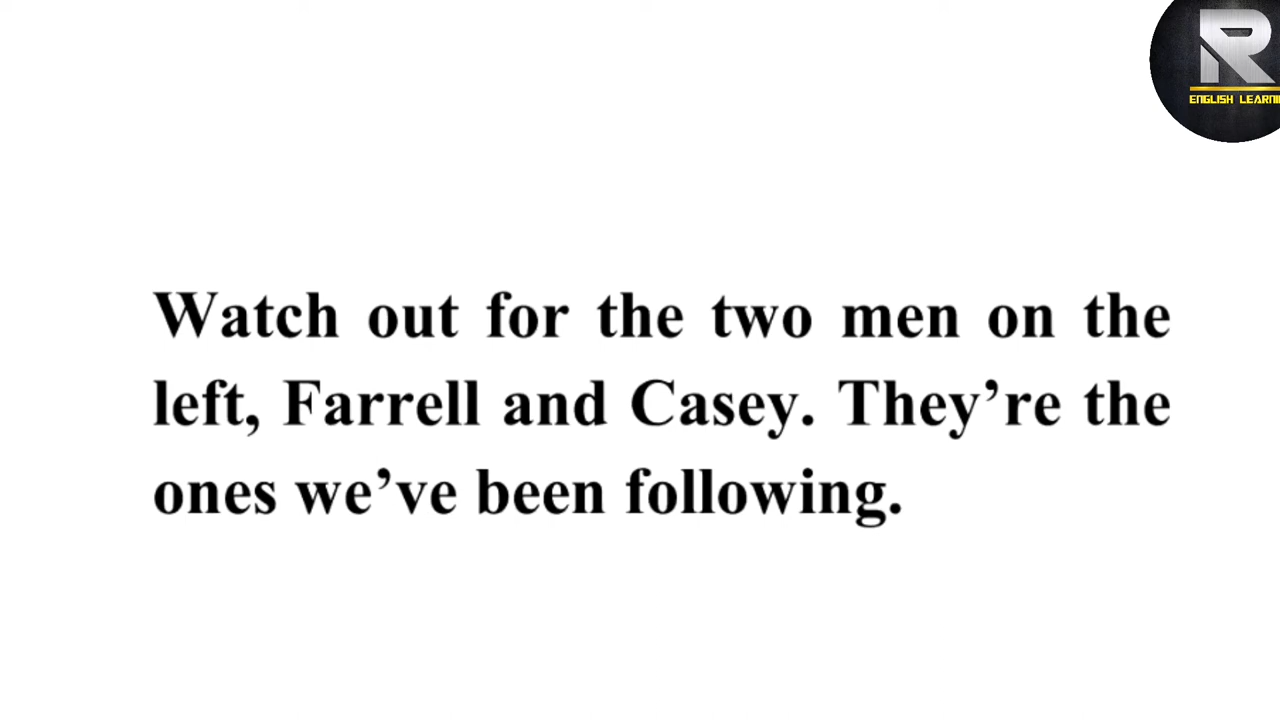 R
ENGLISH
Watch out for the two men on the
left, Farrell and Casey. They’re the
ones we’ve been following.